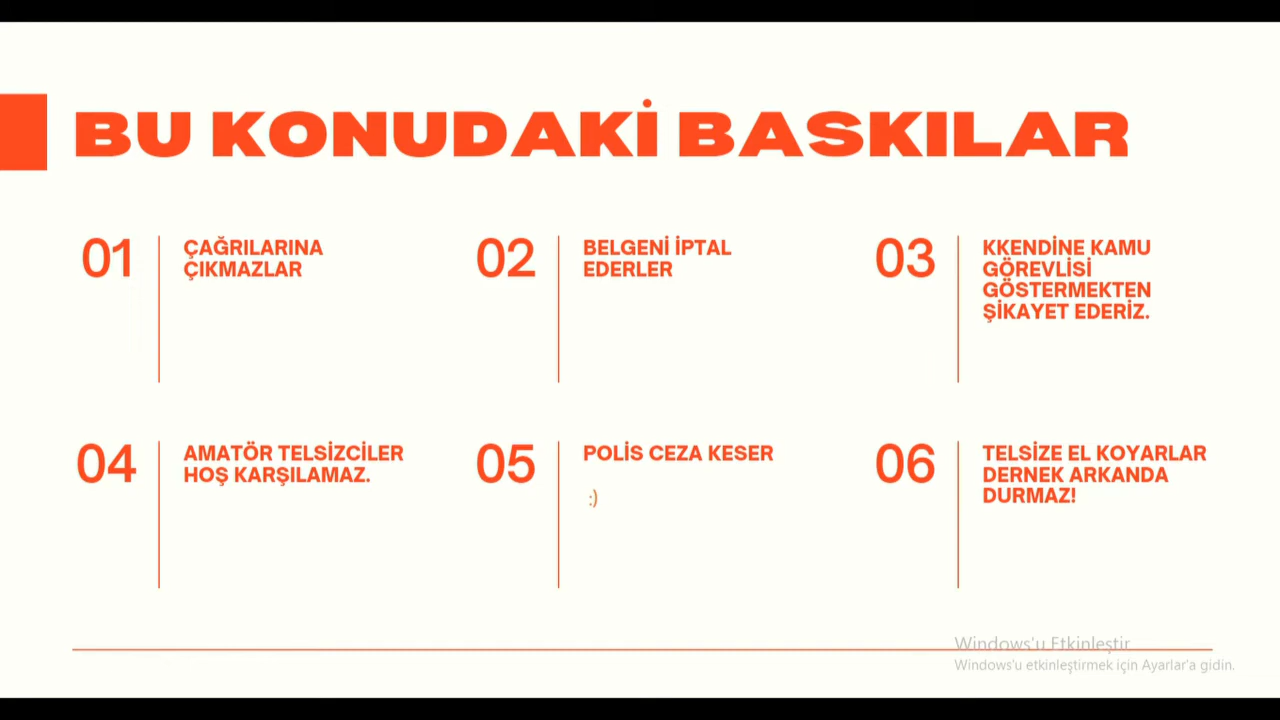 BU KONUDAKİ BASKILAR
01
ÇAĞRILARINA
ÇIKMAZLAR
02
BELGENİ İPTAL
EDERLER
03
KKENDİNE KAMU
GÖREVLİSİ
GÖSTERMEKTEN
ŞİKAYET EDERİZ.
04
AMATÖR TELSİZCİLER
HOŞ KARŞILAMAZ.
05
POLİS CEZA KESER
:)
06
TELSİZE EL KOYARLAR
DERNEK ARKANDA
DURMAZ!
Windows'u Etkinleştir
Windows'u etkinleştirmek için Ayarlar'a gidin.